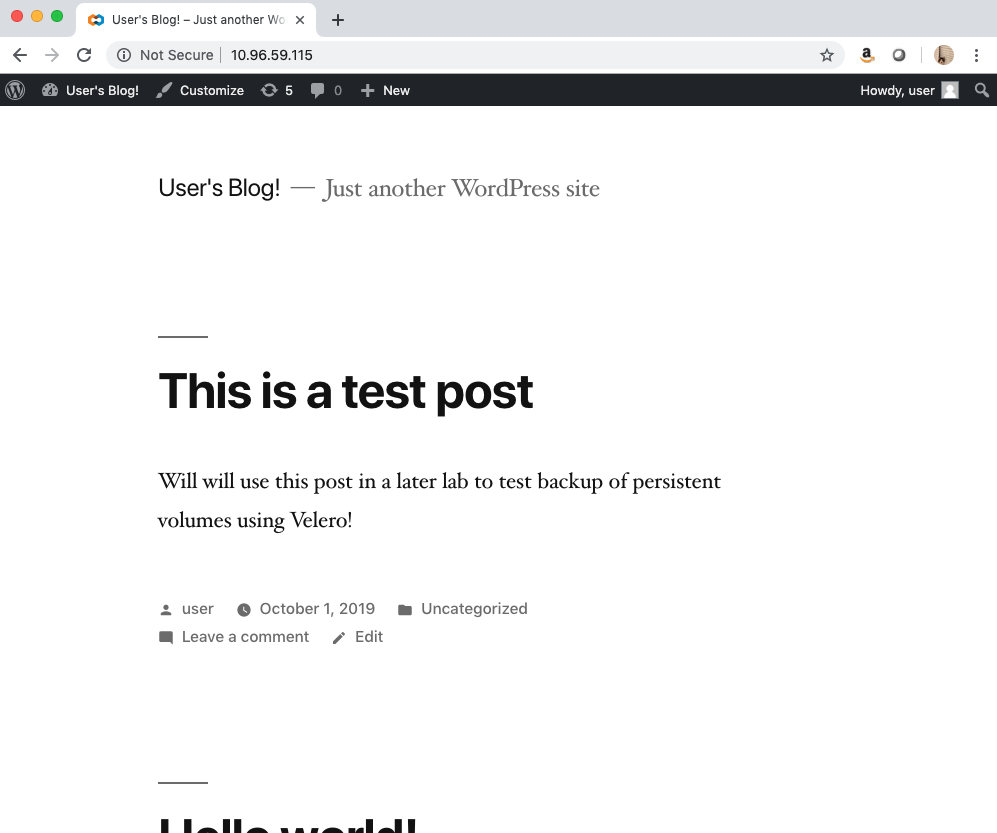 User's Blog! – Just another Wo
Not Secure | 10.96.59.115
User's Blog! Customize 5 0 New Howdy, user
User's Blog! — Just another WordPress site
This is a test post
Will will use this post in a later lab to test backup of persistent
volumes using Velero!
user October 1, 2019 Uncategorized
Leave a comment Edit
Hello world!